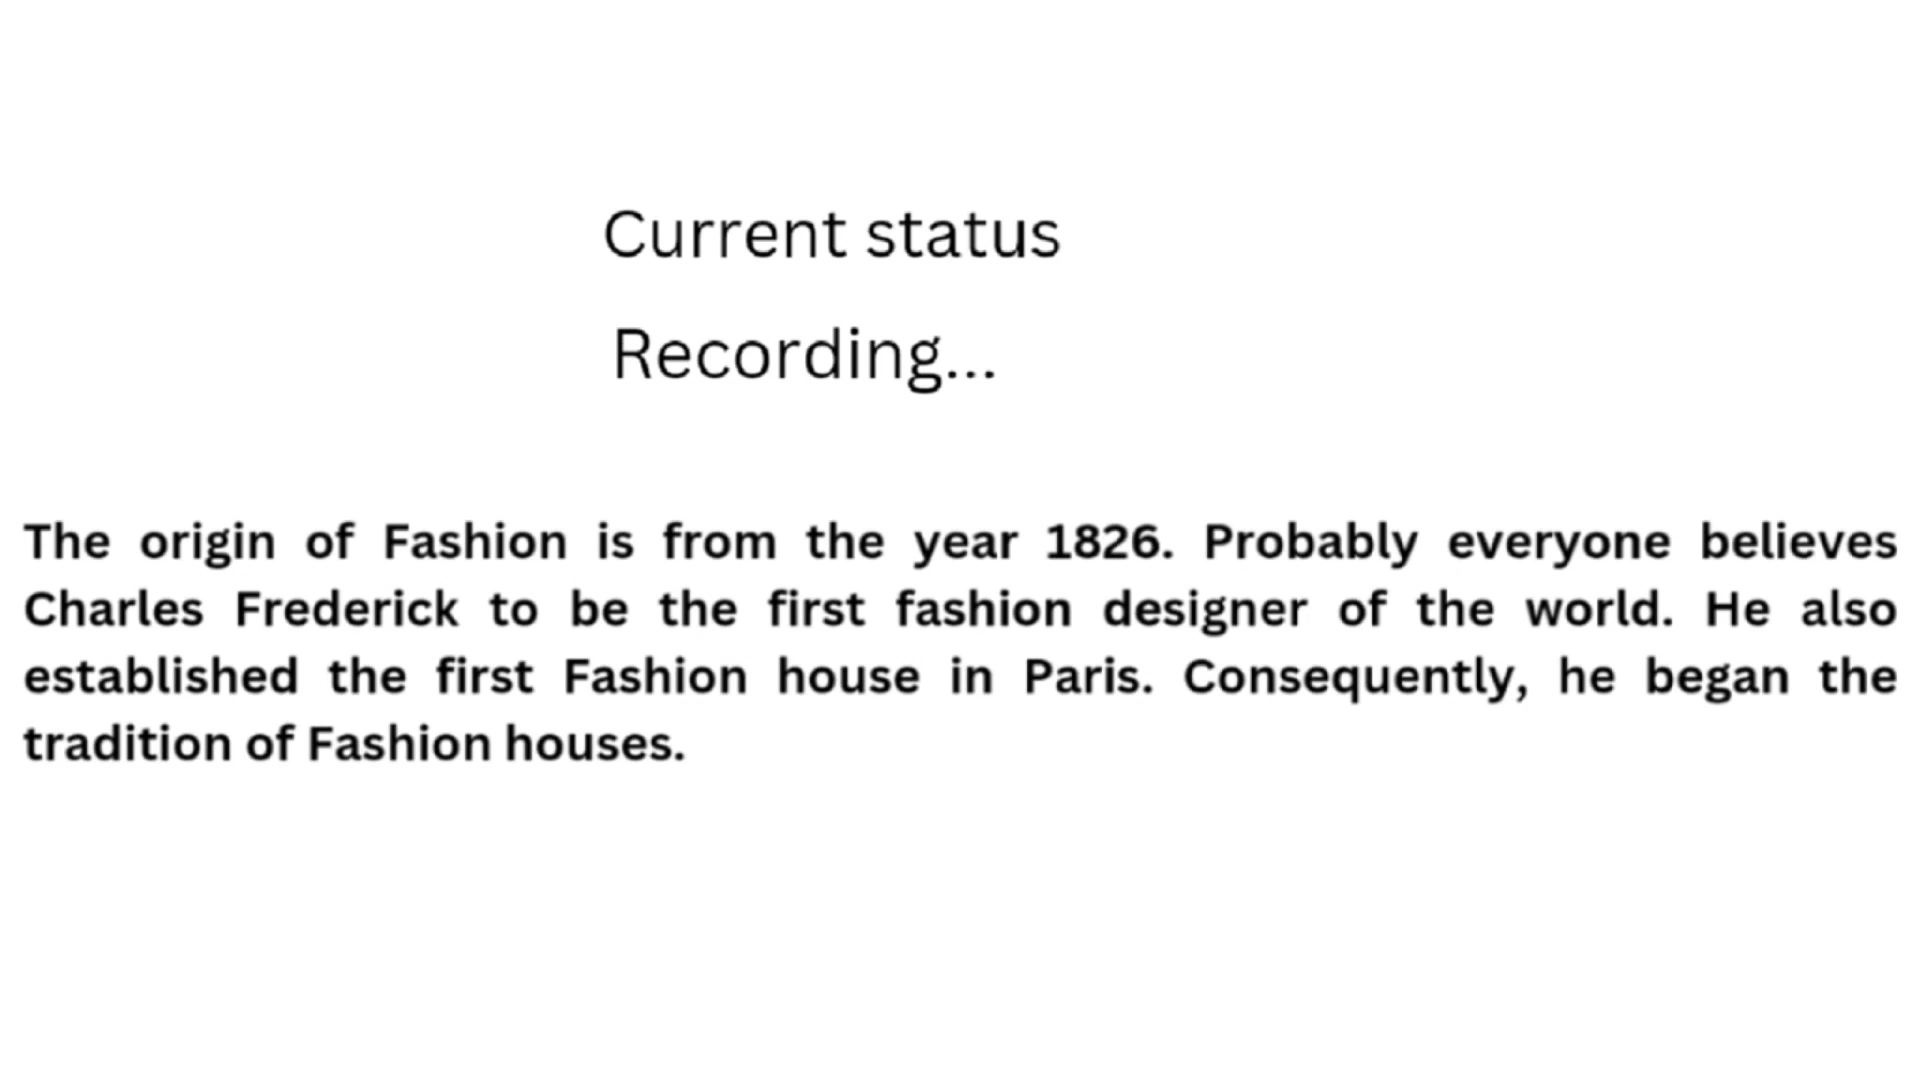 Current status
Recording...
The origin of Fashion is from the year 1826. Probably everyone believes
Charles Frederick to be the first fashion designer of the world. He also
established the first Fashion house in Paris. Consequently, he began the
tradition of Fashion houses.